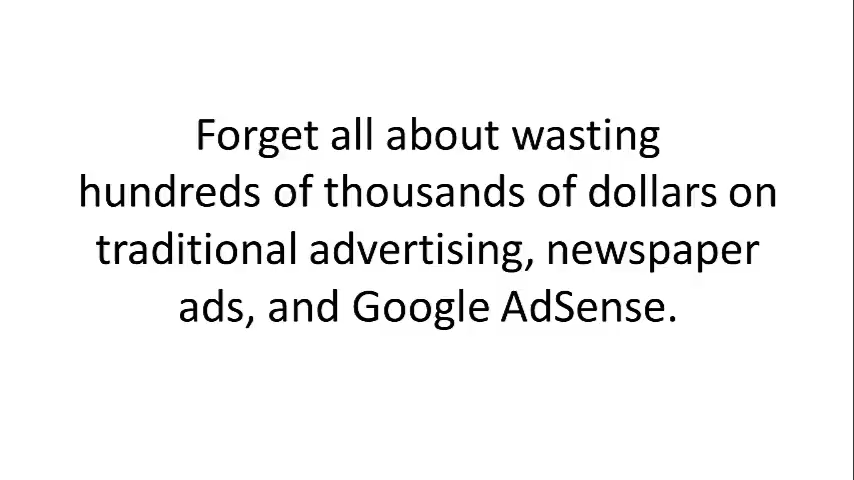 Forget all about wasting
hundreds of thousands of dollars on
traditional advertising, newspaper
ads, and Google AdSense.